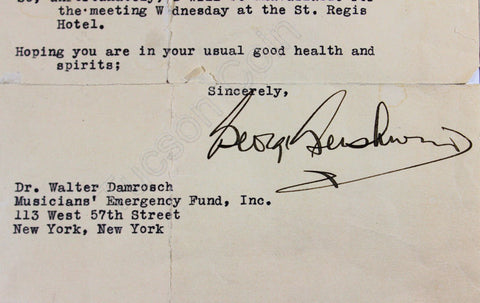 the meeting Wednesday at the St. Regis
Hotel.
Hoping you are in your usual good health and
spirits;
Sincerely,
George Gershwin
Dr. Walter Damrosch
Musicians' Emergency Fund, Inc.
113 West 57th Street
New York, New York